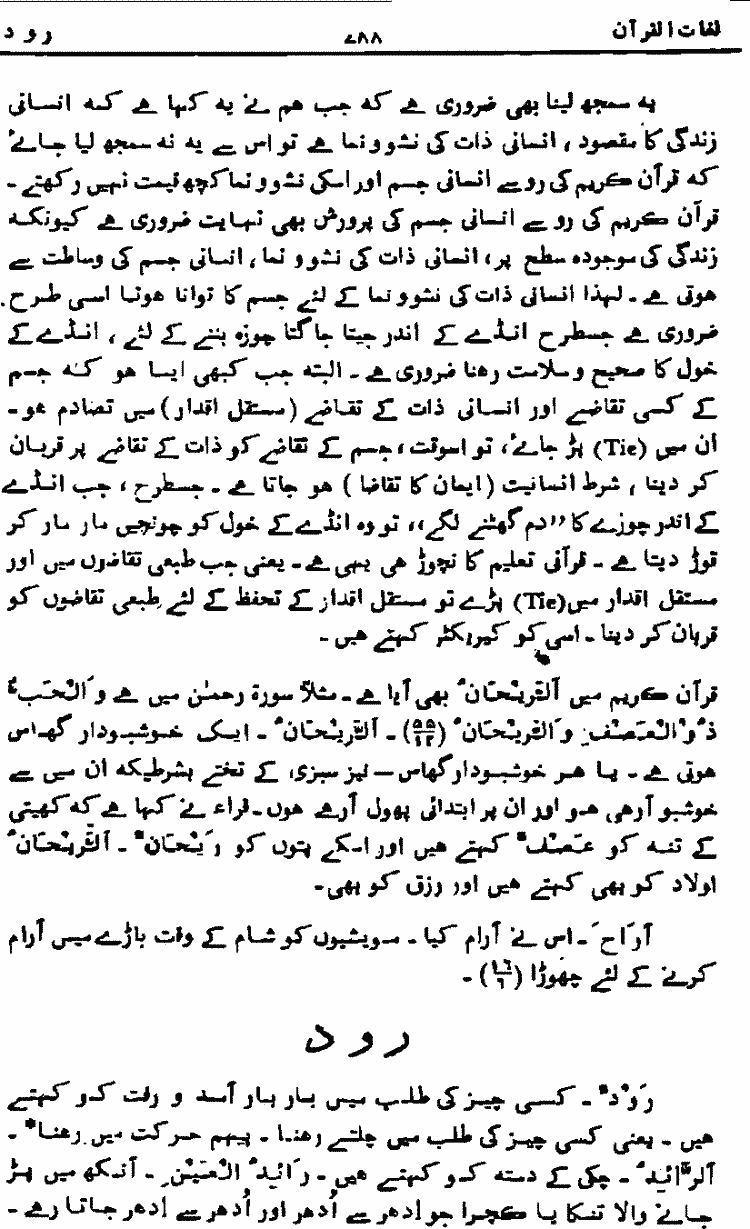 لغات القرآن ۷۸۸ ر و د
یہ سمجھ لینا بھی ضروری ہے کہ جب ہم نے یہ کہا ہے کہ انسانی
زندگی کا مقصود ، انسانی ذات کی نشو و نما ہے تو اس سے یہ نہ سمجھ لیا جائے
کہ قرآن کریم کی رو سے انسانی جسم اور اسکی نشو و نما کچھ قیمت نہیں رکھتے ۔
قرآن کریم کی رو سے انسانی جسم کی پرورش بھی نہایت ضروری ہے کیونکہ
زندگی کی موجودہ سطح پر، انسانی ذات کی نشو و نما ، انسانی جسم کی وساطت سے
ہوتی ہے ۔ لہذا انسانی ذات کی نشو و نما کے لئے جسم کا توانا ہونا اسی طرح
ضروری ہے جسطرح انڈے کے اندر جیتا جاگتا چوزہ بننے کے لئے ، انڈے کے
خول کا صحیح و سلامت رہنا ضروری ہے ۔ البتہ جب کبھی ایسا ہو کہ جسم
کے کسی تقاضے اور انسانی ذات کے تقاضے (مستقل اقدار) میں تصادم ہو ۔
ان میں (Tie) پڑ جائے ، تو اسوقت ، جسم کے تقاضے کو ذات کے تقاضے پر قربان
کر دینا ، شرط انسانیت (ایمان کا تقاضا) ہو جاتا ہے ۔ جسطرح ، جب انڈے
کے اندر چوزے کا ’’دم گھٹنے لگے،، تو وہ انڈے کے خول کو چونچیں مار مار کر
توڑ دیتا ہے ۔ قرآنی تعلیم کا نچوڑ ہی یہی ہے ۔ یعنی جب طبعی تقاضوں میں اور
مستقل اقدار میں (Tie) پڑے تو مستقل اقدار کے تحفظ کے لئے طبعی تقاضوں کو
قربان کر دینا ۔ اسی کو کیریکٹر کہتے ہیں ۔
قرآن کریم میں اَلرَّیْحَانُ بھی آیا ہے ۔ مثلاً سورۃ رحمٰن میں ہے وَالْحَبُّ
ذُوالْعَصْفِ وَالرَّیْحَانُ (۵۵/۱۲) ۔ اَلرَّیْحَانُ ۔ ایک خوشبودار گھاس
ہوتی ہے ۔ یا ہر خوشبودار گھاس — نیز سبزی کے تختے بشرطیکہ ان میں سے
خوشبو آرہی ہو اور ان پر ابتدائی پھول آرہے ہوں ۔ فراء نے کہا ہے کہ کھیتی
کے تنہ کو عَصْفٌ کہتے ہیں اور اسکے پتوں کو رَیْحَانٌ ۔ اَلرَّیْحَانُ
اولاد کو بھی کہتے ہیں اور رزق کو بھی ۔
اَرَاحَ ۔ اس نے آرام کیا ۔ مویشیوں کو شام کے وقت باڑے میں آرام
کرنے کے لئے چھوڑا (۱۶/۶) ۔
ر و د
رَوْدٌ ۔ کسی چیز کی طلب میں بار بار آمد و رفت کو کہتے
ہیں ۔ یعنی کسی چیز کی طلب میں چلتے رہنا ۔ پیہم حرکت میں رہنا* ۔
اَلرَّائِدُ ۔ چکی کے دستہ کو کہتے ہیں ۔ رَائِدُ الْعَیْنِ ۔ آنکھ میں پڑ
جانے والا تنکا یا کچرا جو اِدھر سے اُدھر اور اُدھر سے اِدھر جاتا رہے ۔